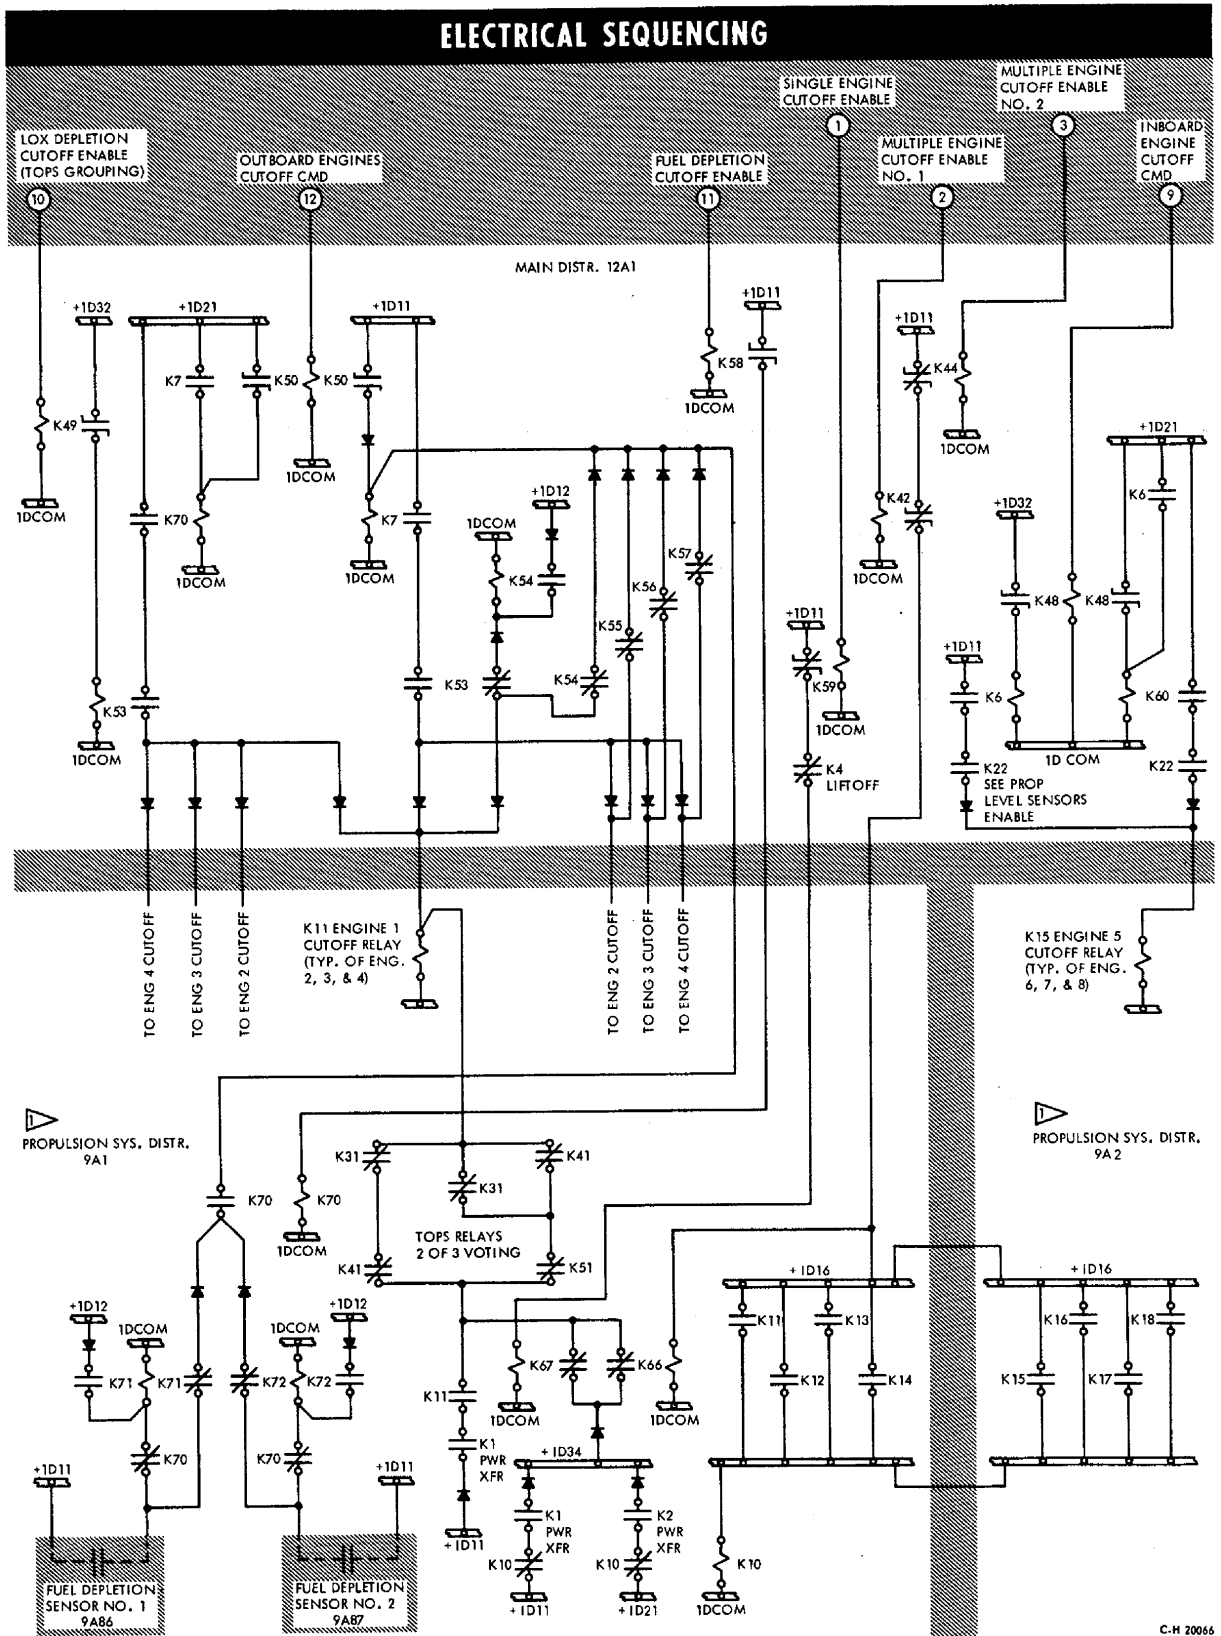 ELECTRICAL SEQUENCING
SINGLE ENGINE
CUTOFF ENABLE
1
MULTIPLE ENGINE
CUTOFF ENABLE
NO. 2
3
LOX DEPLETION
CUTOFF ENABLE
(TOPS GROUPING)
10
OUTBOARD ENGINES
CUTOFF CMD
12
FUEL DEPLETION
CUTOFF ENABLE
11
MULTIPLE ENGINE
CUTOFF ENABLE
NO. 1
2
INBOARD
ENGINE
CUTOFF
CMD
9
MAIN DISTR. 12A1
+1D32
+1D21
+1D11
+1D11
+1D11
K7
K50
K50
K58
K44
1DCOM
K49
1DCOM
1DCOM
+1D21
1DCOM
K70
1DCOM
K7
1DCOM
1DCOM
+1D12
K54
K57
K56
K55
K42
1DCOM
+1D32
K6
K48
K48
+1D11
+1D11
K53
1DCOM
K53
K54
K59
1DCOM
K6
K60
1D COM
K4
LIFTOFF
K22
SEE PROP
LEVEL SENSORS
ENABLE
K22
TO ENG 4 CUTOFF
TO ENG 3 CUTOFF
TO ENG 2 CUTOFF
K11 ENGINE 1
CUTOFF RELAY
(TYP. OF ENG.
2, 3, & 4)
TO ENG 2 CUTOFF
TO ENG 3 CUTOFF
TO ENG 4 CUTOFF
K15 ENGINE 5
CUTOFF RELAY
(TYP. OF ENG.
6, 7, & 8)
1
PROPULSION SYS. DISTR.
9A1
1
PROPULSION SYS. DISTR.
9A2
K31
K31
K41
K70
K70
1DCOM
TOPS RELAYS
2 OF 3 VOTING
K41
K51
+ 1D16
+ 1D16
+1D12
1DCOM
1DCOM
+1D12
K11
K13
K16
K18
K71
K71
K72
K72
K67
K66
K12
K14
K15
K17
K11
1DCOM
1DCOM
K70
K70
K1
PWR
XFR
+ 1D34
+1D11
+1D11
K1
PWR
XFR
K2
PWR
XFR
+ 1D11
K10
K10
K10
+ 1D11
+ 1D21
1DCOM
FUEL DEPLETION
SENSOR NO. 1
9A86
FUEL DEPLETION
SENSOR NO. 2
9A87
C-H 20066